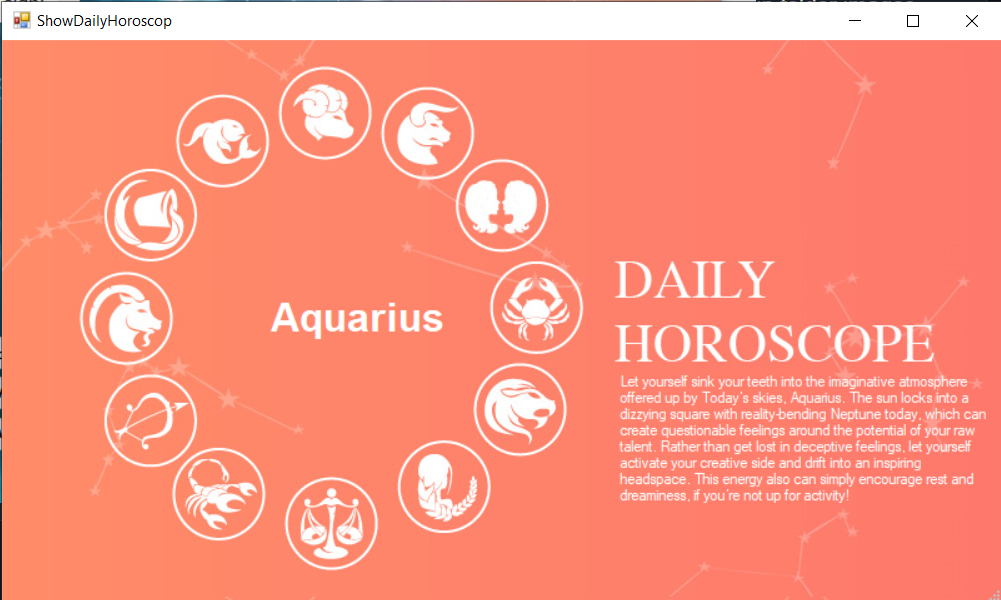 ShowDailyHoroscop
Aquarius
DAILY
HOROSCOPE
Let yourself sink your teeth into the imaginative atmosphere
offered up by Today's skies, Aquarius. The sun locks into a
dizzying square with reality-bending Neptune today, which can
create questionable feelings around the potential of your raw
talent. Rather than get lost in deceptive feelings, let yourself
activate your creative side and drift into an inspiring
headspace. This energy also can simply encourage rest and
dreaminess, if you're not up for activity!